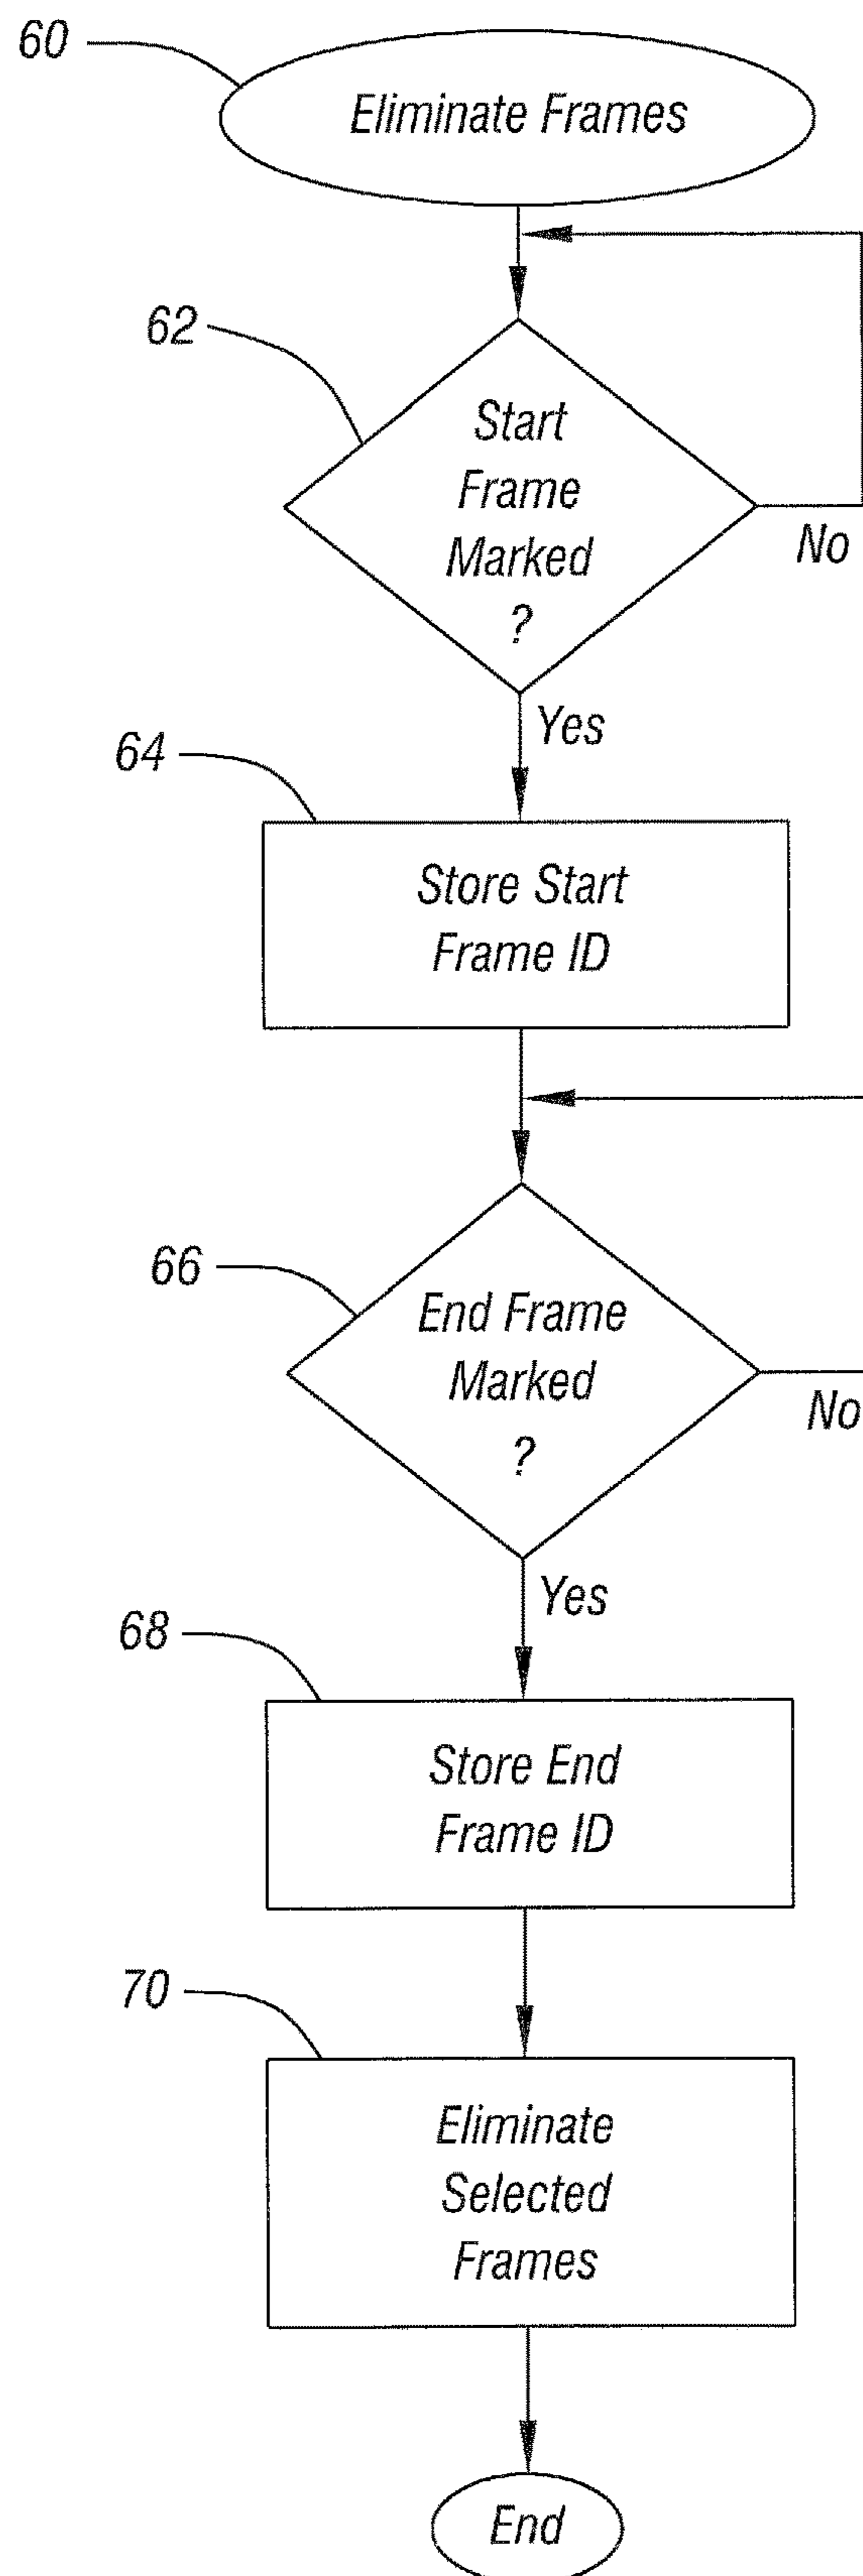 60
Eliminate Frames
62
Start
Frame
Marked
?
No
Yes
64
Store Start
Frame ID
66
End Frame
Marked
?
No
Yes
68
Store End
Frame ID
70
Eliminate
Selected
Frames
End